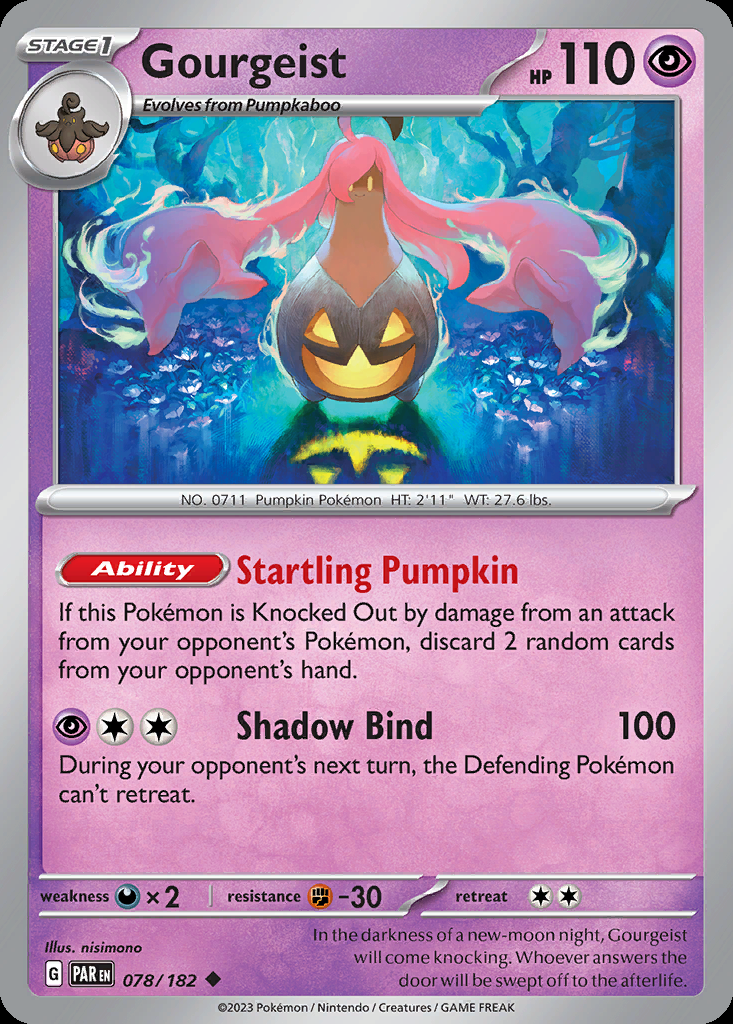 STAGE1
Gourgeist
HP 110
Evolves from Pumpkaboo
NO. 0711 Pumpkin Pokémon HT: 2'11" WT: 27.6 lbs.
Ability Startling Pumpkin
If this Pokémon is Knocked Out by damage from an attack
from your opponent's Pokémon, discard 2 random cards
from your opponent's hand.
Shadow Bind 100
During your opponent's next turn, the Defending Pokémon
can't retreat.
weakness ×2 resistance -30 retreat
Illus. nisimono
In the darkness of a new-moon night, Gourgeist
will come knocking. Whoever answers the
door will be swept off to the afterlife.
G PAR EN 078/182
©2023 Pokémon / Nintendo / Creatures / GAME FREAK